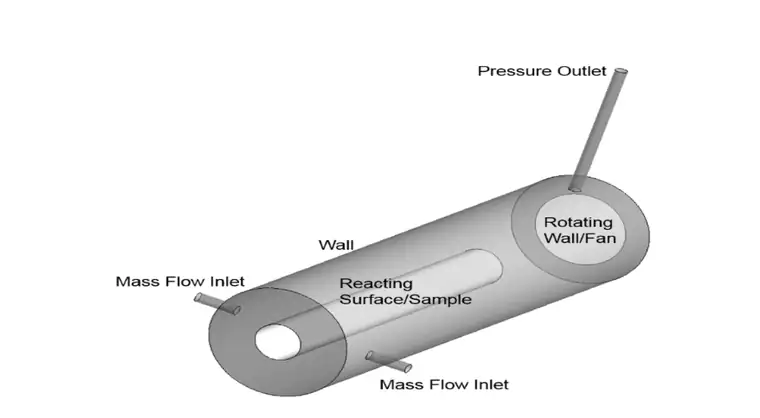 Pressure Outlet
Rotating
Wall/Fan
Wall
Mass Flow Inlet
Reacting
Surface/Sample
Mass Flow Inlet